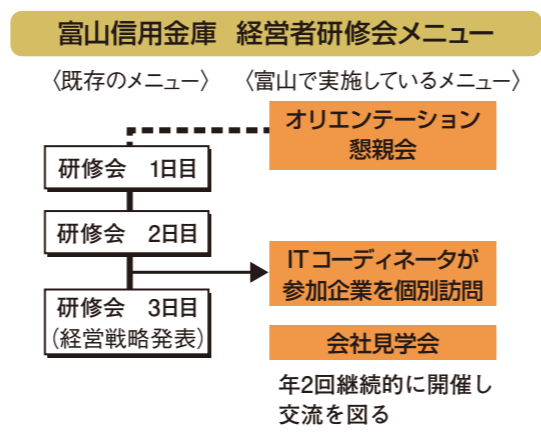 富山信用金庫 経営者研修会メニュー
〈既存のメニュー〉 〈富山で実施しているメニュー〉
オリエンテーション
懇親会
研修会 1日目
研修会 2日目
ITコーディネータが
参加企業を個別訪問
研修会 3日目
(経営戦略発表)
会社見学会
年2回継続的に開催し
交流を図る